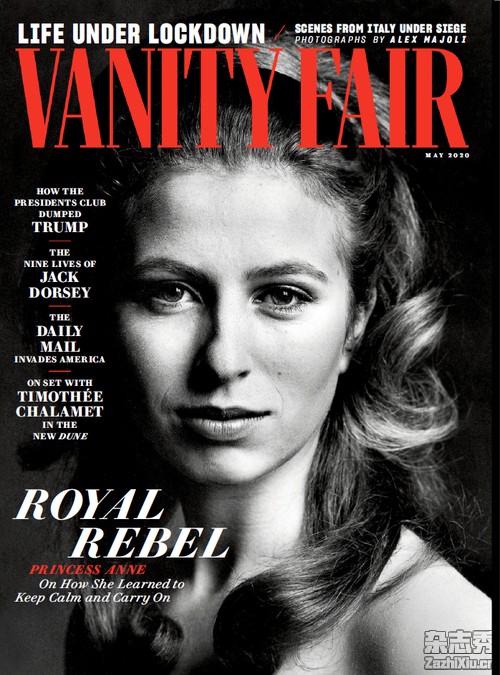 LIFE UNDER LOCKDOWN / SCENES FROM ITALY UNDER SIEGE
PHOTOGRAPHS BY ALEX MAJOLI
VANITY FAIR
MAY 2020
HOW THE
PRESIDENTS CLUB
DUMPED
TRUMP
THE
NINE LIVES OF
JACK
DORSEY
THE
DAILY
MAIL
INVADES AMERICA
ON SET WITH
TIMOTHÉE
CHALAMET
IN THE
NEW DUNE
ROYAL
REBEL
PRINCESS ANNE
On How She Learned to
Keep Calm and Carry On
杂志秀
ZazhiXiu.c